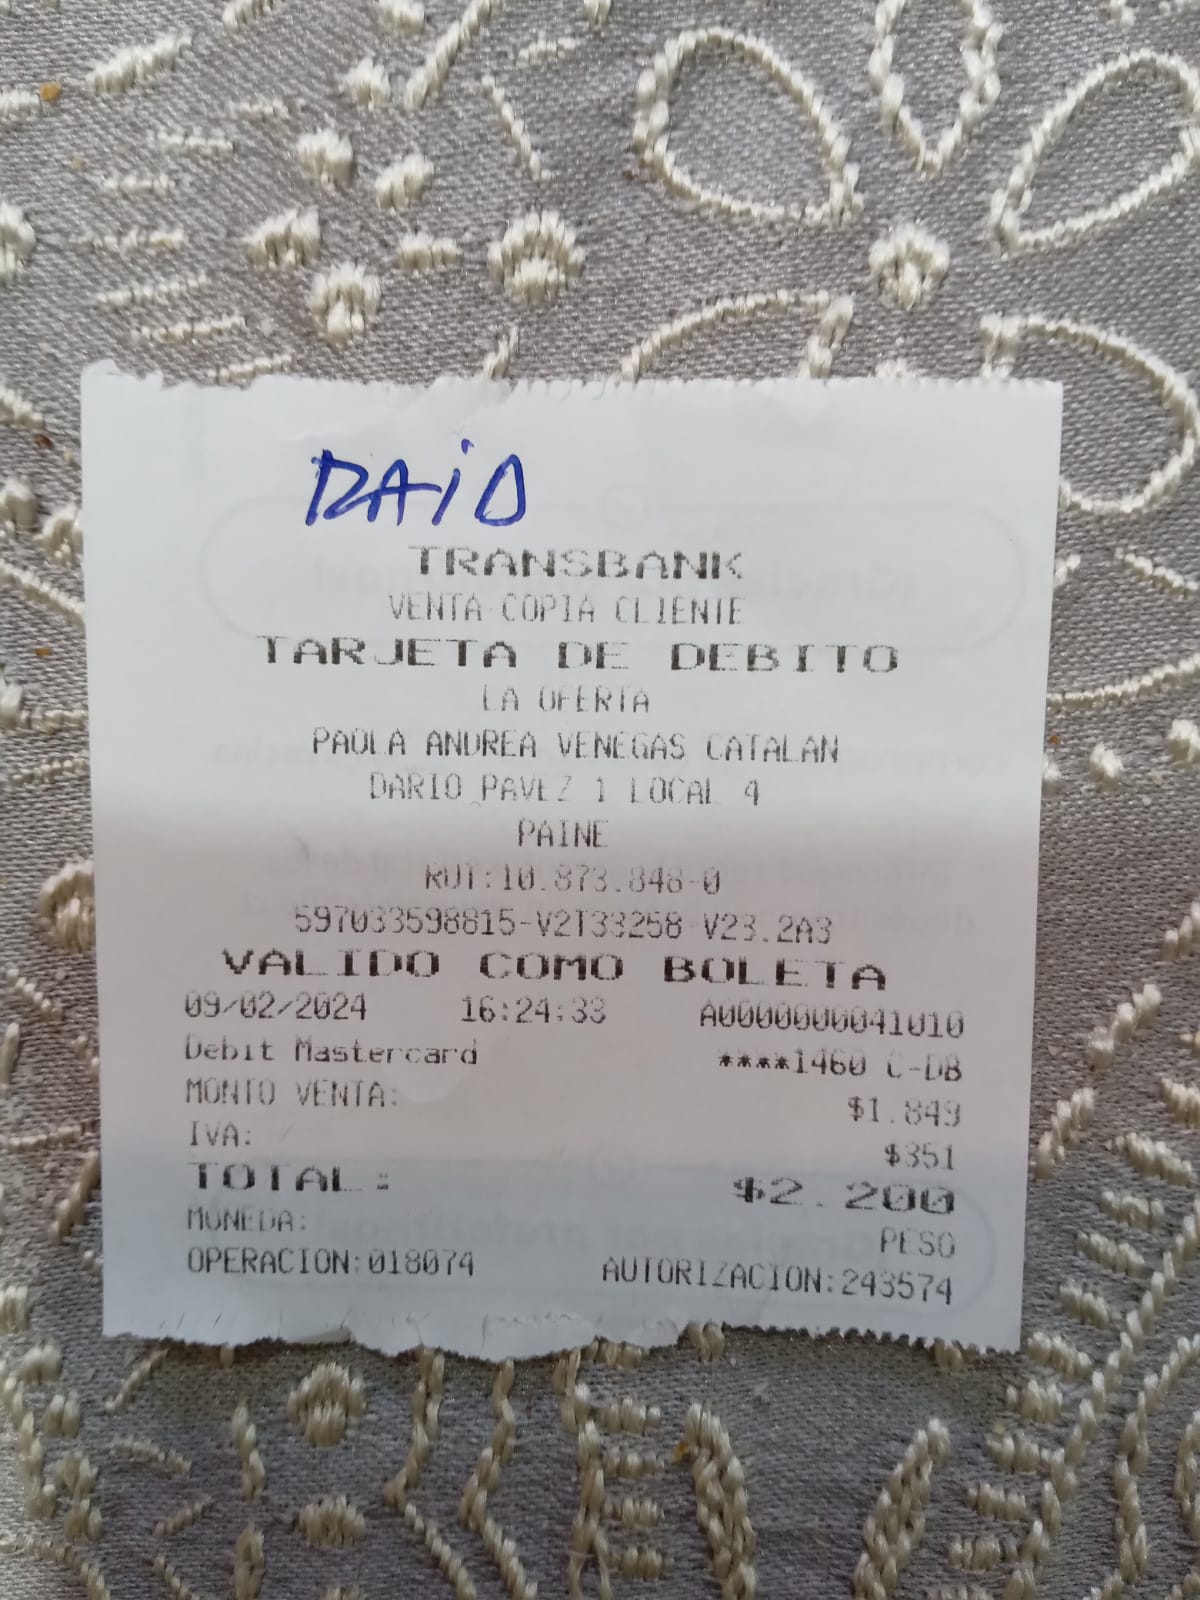 RAiD
TRANSBANK
VENTA COPIA CLIENTE
TARJETA DE DEBITO
LA OFERTA
PAOLA ANDREA VENEGAS CATALAN
DARIO PAVEZ 1 LOCAL 4
PAINE
RUT:10.873.848-0
597033598815-V2T33258 V23.2A3
VALIDO COMO BOLETA
09/02/2024 16:24:33 A0000000041010
Debit Mastercard ****1460 C-DB
MONTO VENTA: $1.849
IVA: $351
TOTAL: $2.200
MONEDA: PESO
OPERACION:018074 AUTORIZACION:243574